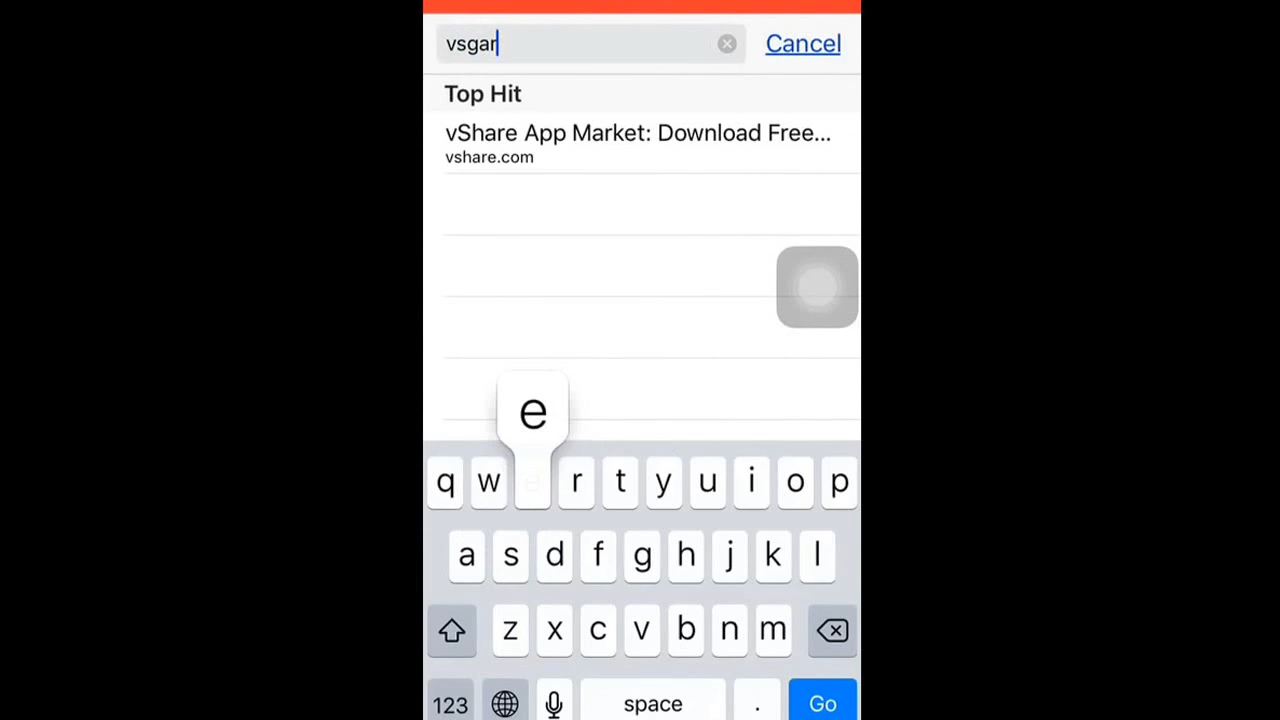 vsgar
Cancel
Top Hit
vShare App Market: Download Free...
vshare.com
e
q w e r t y u i o p
a s d f g h j k l
z x c v b n m
123 space . Go